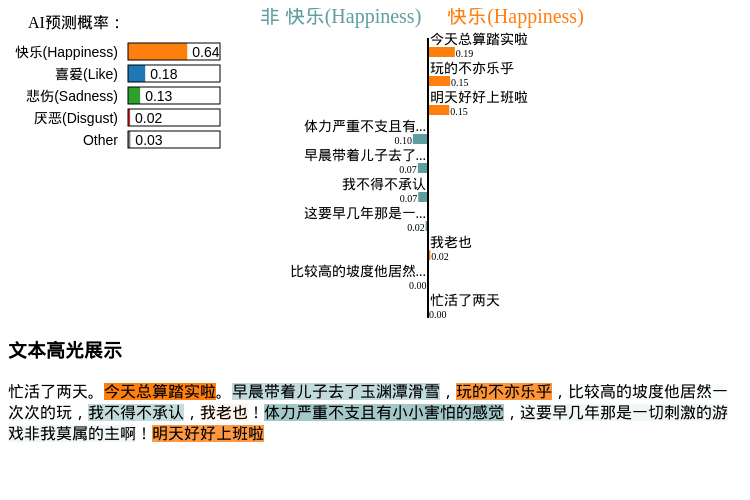 AI预测概率：
快乐(Happiness) 0.64
喜爱(Like) 0.18
悲伤(Sadness) 0.13
厌恶(Disgust) 0.02
Other 0.03
非 快乐(Happiness) 快乐(Happiness)
今天总算踏实啦
0.19
玩的不亦乐乎
0.15
明天好好上班啦
0.15
体力严重不支且有...
0.10
早晨带着儿子去了...
0.07
我不得不承认
0.07
这要早几年那是一...
0.02
我老也
0.02
比较高的坡度他居然...
0.00
忙活了两天
0.00
文本高光展示
忙活了两天。今天总算踏实啦。早晨带着儿子去了玉渊潭滑雪，玩的不亦乐乎，比较高的坡度他居然一
次次的玩，我不得不承认，我老也！体力严重不支且有小小害怕的感觉，这要早几年那是一切刺激的游
戏非我莫属的主啊！明天好好上班啦